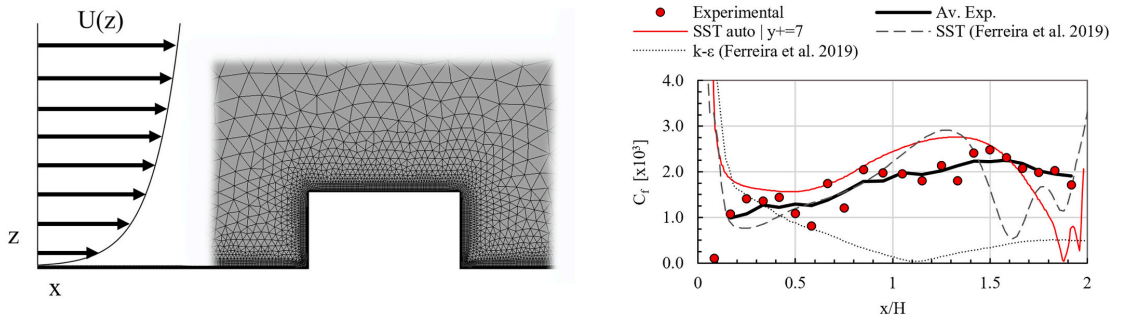 U(z)
z
x
Experimental
Av. Exp.
SST auto | y+=7
SST (Ferreira et al. 2019)
k-ε (Ferreira et al. 2019)
4.0
3.0
2.0
1.0
0.0
C_f [x10³]
0
0.5
1
1.5
2
x/H